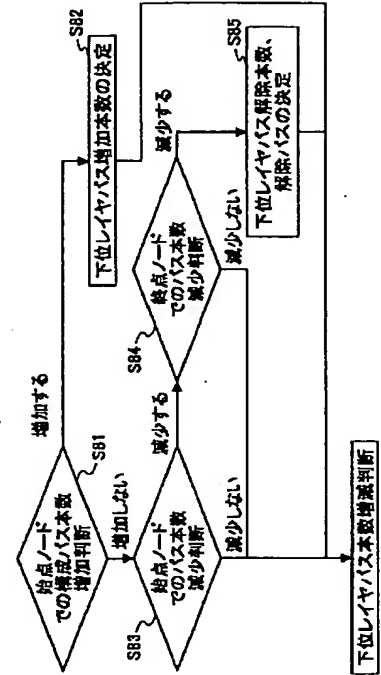 始点ノード
での構成パス本数
増加判断
S81
増加する
下位レイヤパス増加本数の決定
S82
増加しない
始点ノード
でのパス本数
減少判断
S83
減少する
減少しない
終点ノード
でのパス本数
減少判断
S84
減少する
減少しない
下位レイヤパス解除本数、
解除パスの決定
S85
下位レイヤパス本数増減判断